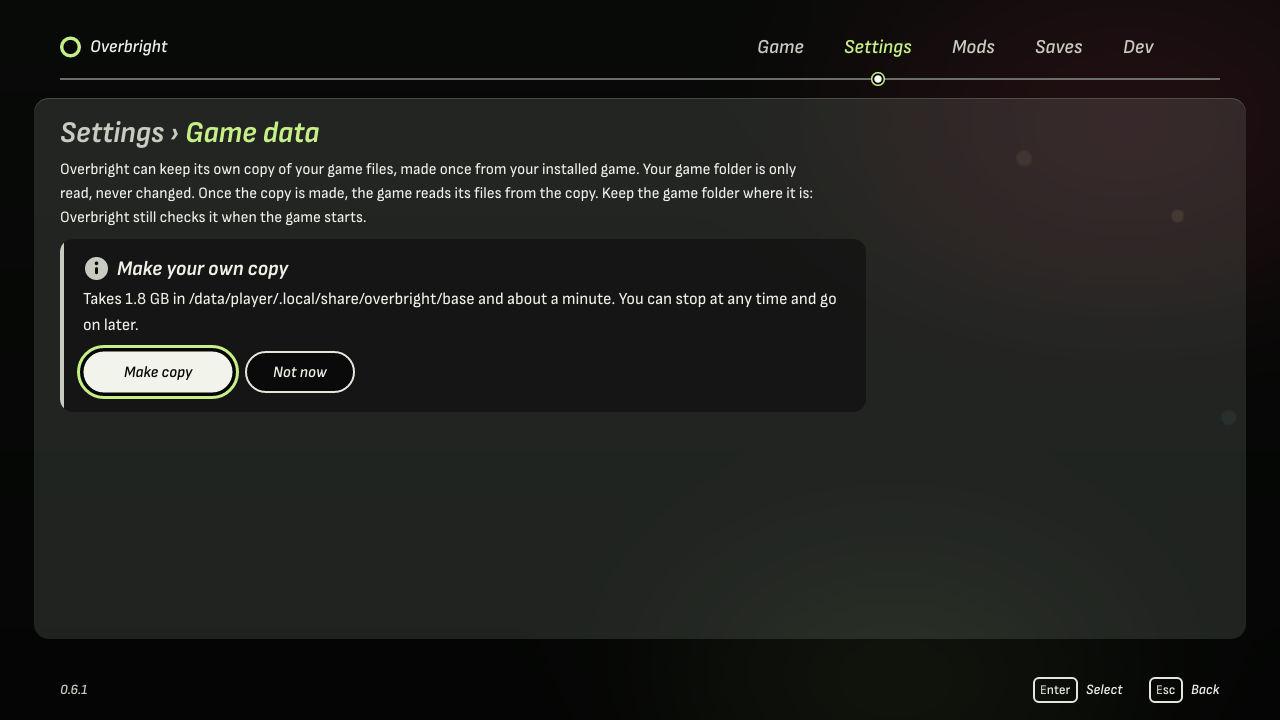 Overbright
Game
Settings
Mods
Saves
Dev
Settings › Game data
Overbright can keep its own copy of your game files, made once from your installed game. Your game folder is only
read, never changed. Once the copy is made, the game reads its files from the copy. Keep the game folder where it is:
Overbright still checks it when the game starts.
Make your own copy
Takes 1.8 GB in /data/player/.local/share/overbright/base and about a minute. You can stop at any time and go
on later.
Make copy
Not now
0.6.1
Enter Select
Esc Back